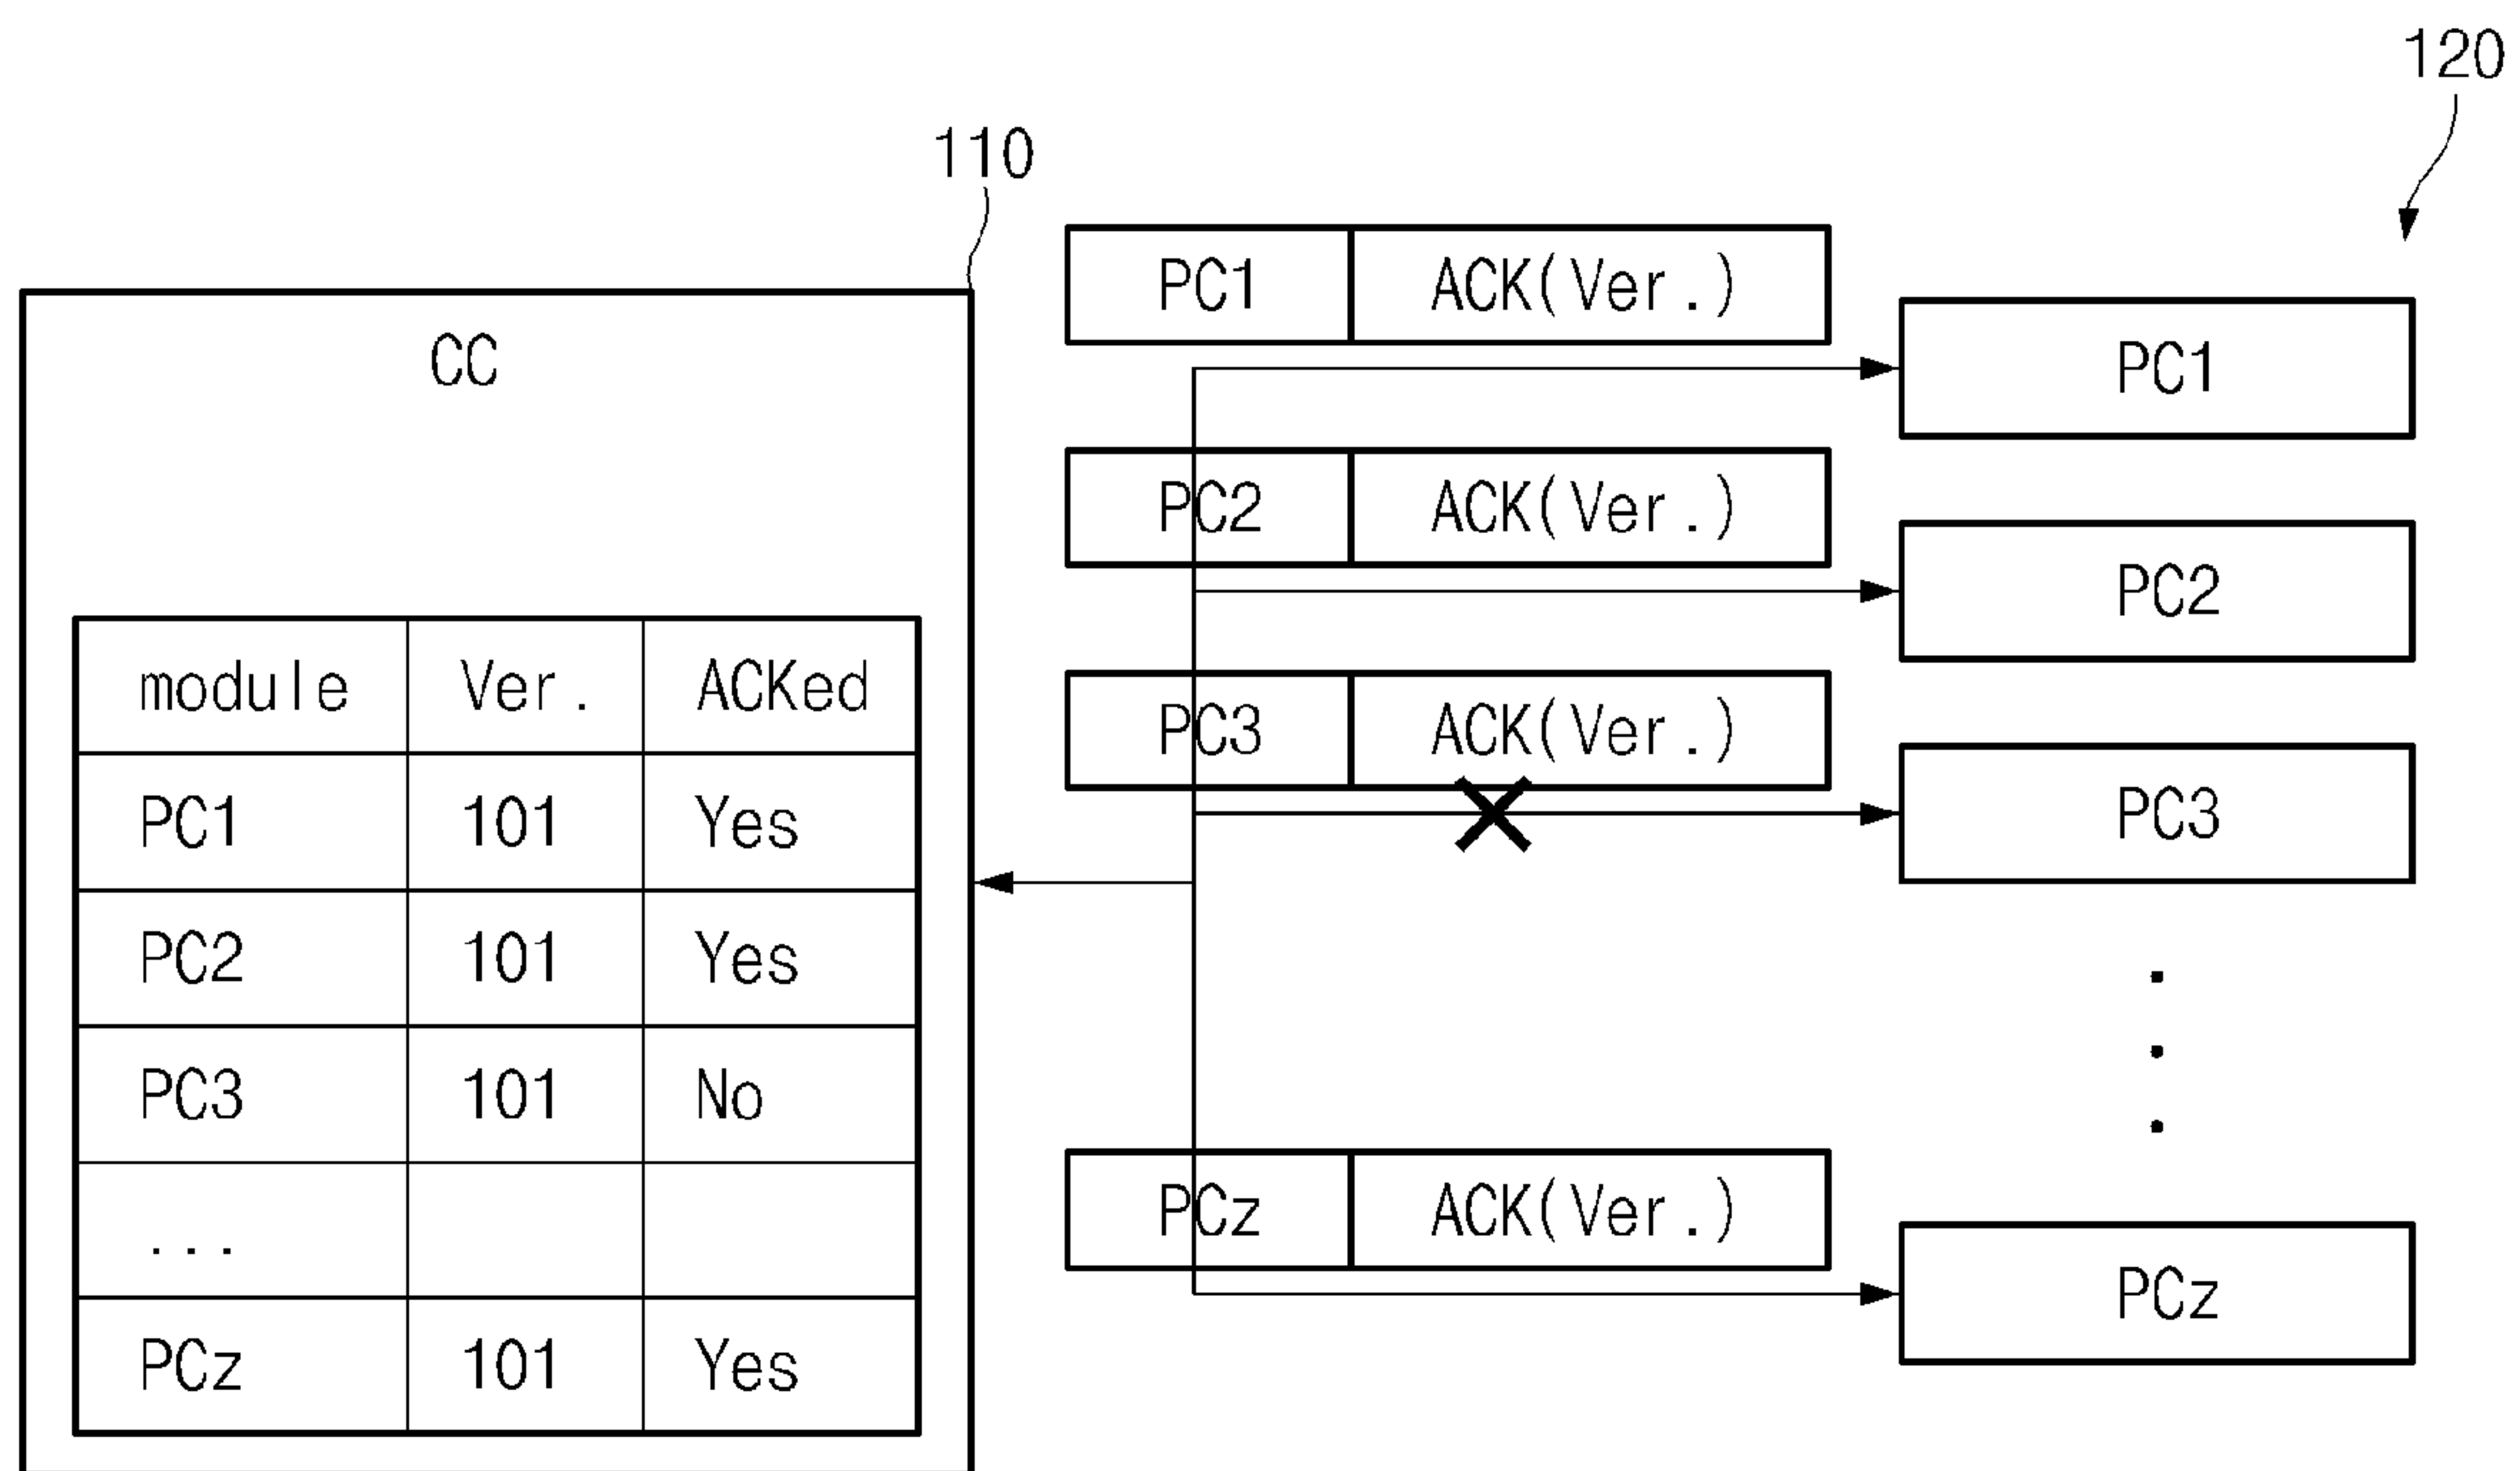 120
110
PC1 ACK(Ver.)
CC
PC1
PC2 ACK(Ver.)
PC2
module Ver. ACKed
PC3 ACK(Ver.)
PC1 101 Yes
PC3
PC2 101 Yes
PC3 101 No
...
PCz ACK(Ver.)
PCz
PCz 101 Yes